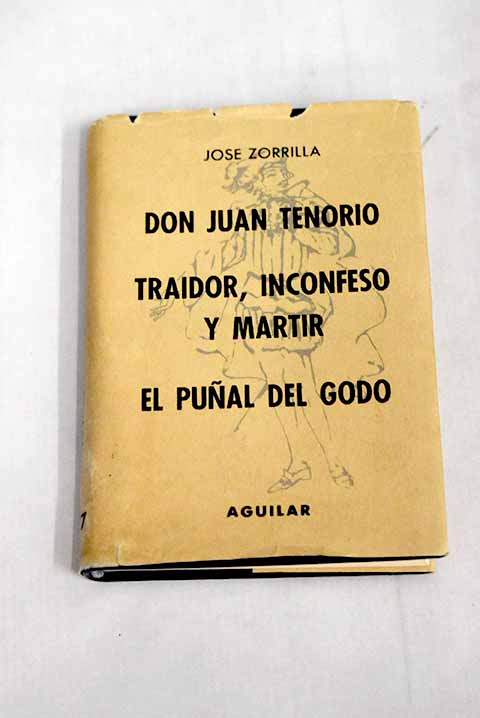 JOSE ZORRILLA
DON JUAN TENORIO
TRAIDOR, INCONFESO
Y MARTIR
EL PUÑAL DEL GODO
AGUILAR